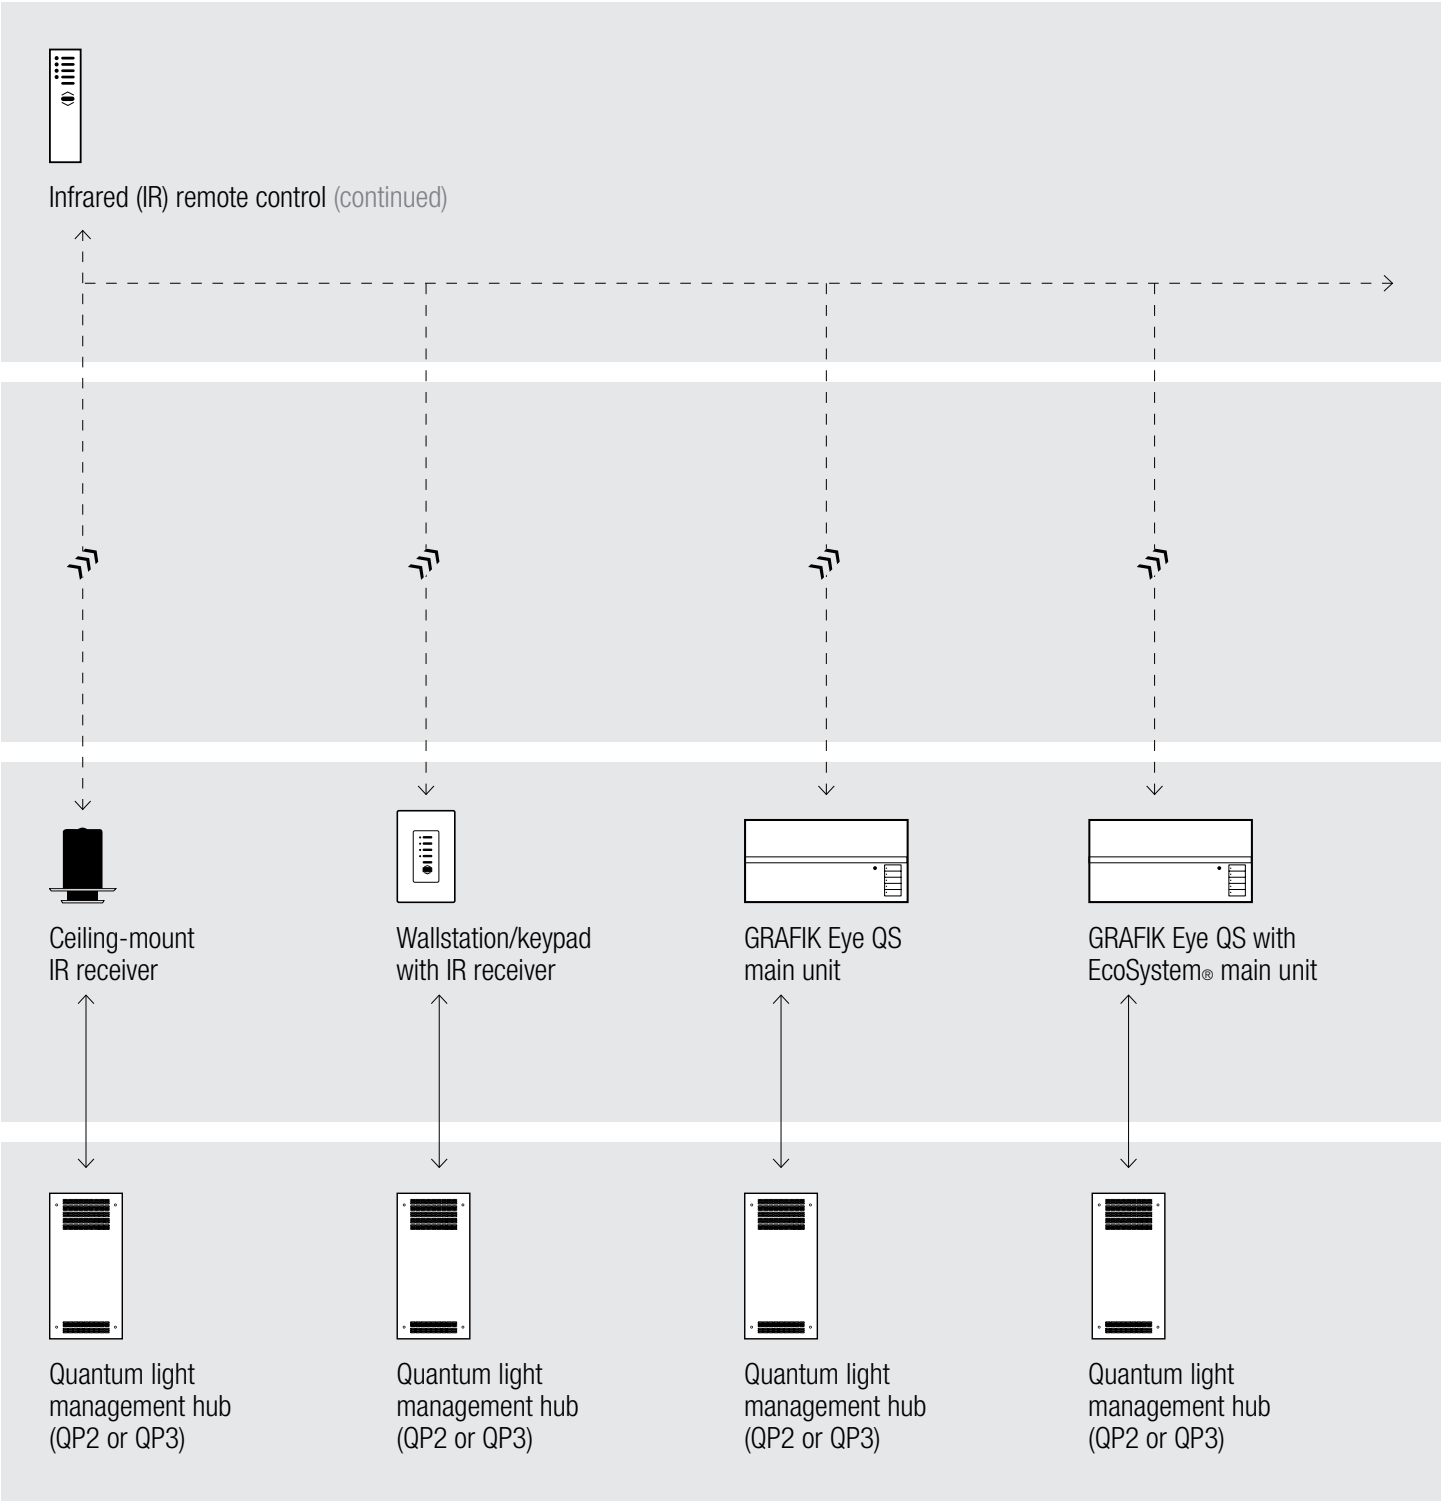 Infrared (IR) remote control (continued)
Ceiling-mount
IR receiver
Wallstation/keypad
with IR receiver
GRAFIK Eye QS
main unit
GRAFIK Eye QS with
EcoSystem® main unit
Quantum light
management hub
(QP2 or QP3)
Quantum light
management hub
(QP2 or QP3)
Quantum light
management hub
(QP2 or QP3)
Quantum light
management hub
(QP2 or QP3)